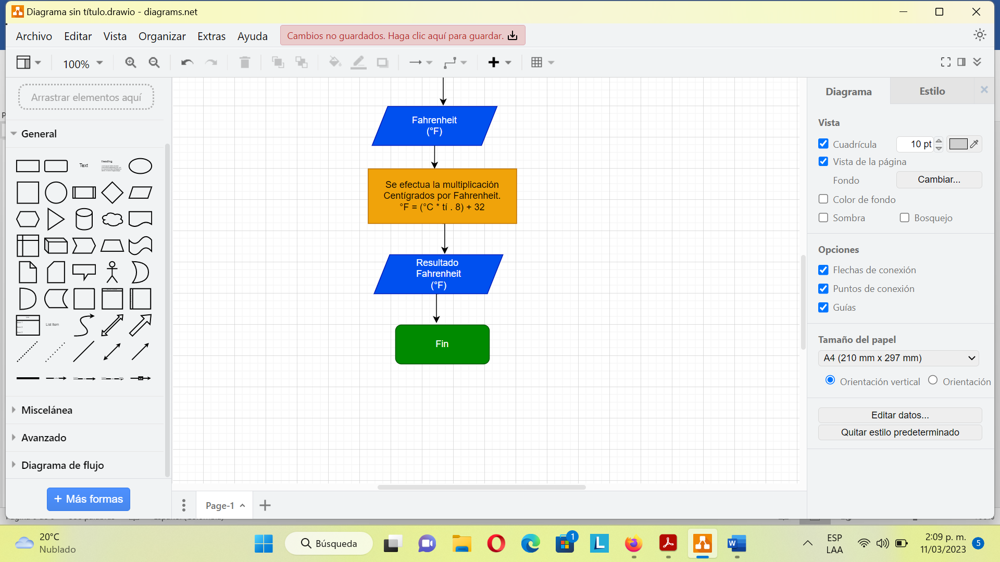 Diagrama sin título.drawio - diagrams.net
Archivo Editar Vista Organizar Extras Ayuda Cambios no guardados. Haga clic aquí para guardar.
100%
Arrastrar elementos aquí
General
Text
Heading
List Item
Misceláneа
Avanzado
Diagrama de flujo
+ Más formas
Fahrenheit
(°F)
Se efectua la multiplicación
Centígrados por Fahrenheit.
°F = (°C * tí . 8) + 32
Resultado
Fahrenheit
(°F)
Fin
Page-1
Diagrama Estilo
Vista
Cuadrícula 10 pt
Vista de la página
Fondo Cambiar...
Color de fondo
Sombra Bosquejo
Opciones
Flechas de conexión
Puntos de conexión
Guías
Tamaño del papel
A4 (210 mm x 297 mm)
Orientación vertical Orientación
Editar datos...
Quitar estilo predeterminado
20°C
Nublado
Búsqueda
1
ESP
LAA
2:09 p. m.
11/03/2023
5